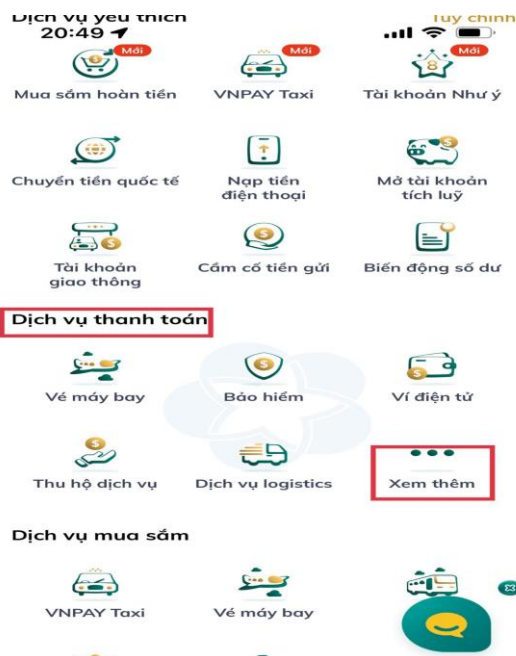 Dịch vụ yêu thích
Tùy chỉnh
20:49
Mới
Mới
Mới
8
Mua sắm hoàn tiền
VNPAY Taxi
Tài khoản Như ý
Chuyển tiền quốc tế
Nạp tiền
điện thoại
Mở tài khoản
tích luỹ
Tài khoản
giao thông
Cầm cố tiền gửi
Biến động số dư
Dịch vụ thanh toán
Vé máy bay
Bảo hiểm
Ví điện tử
Thu hộ dịch vụ
Dịch vụ logistics
Xem thêm
Dịch vụ mua sắm
VNPAY Taxi
Vé máy bay